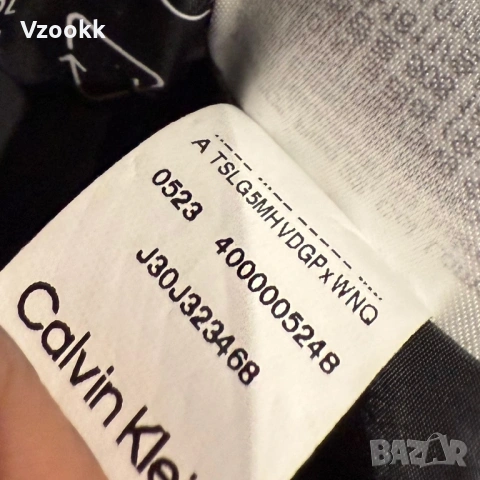 Vzookk
A TSLG5MHVDGPxWNQ
0523 4000005248
J30J323468
Calvin Kle
BAZAR